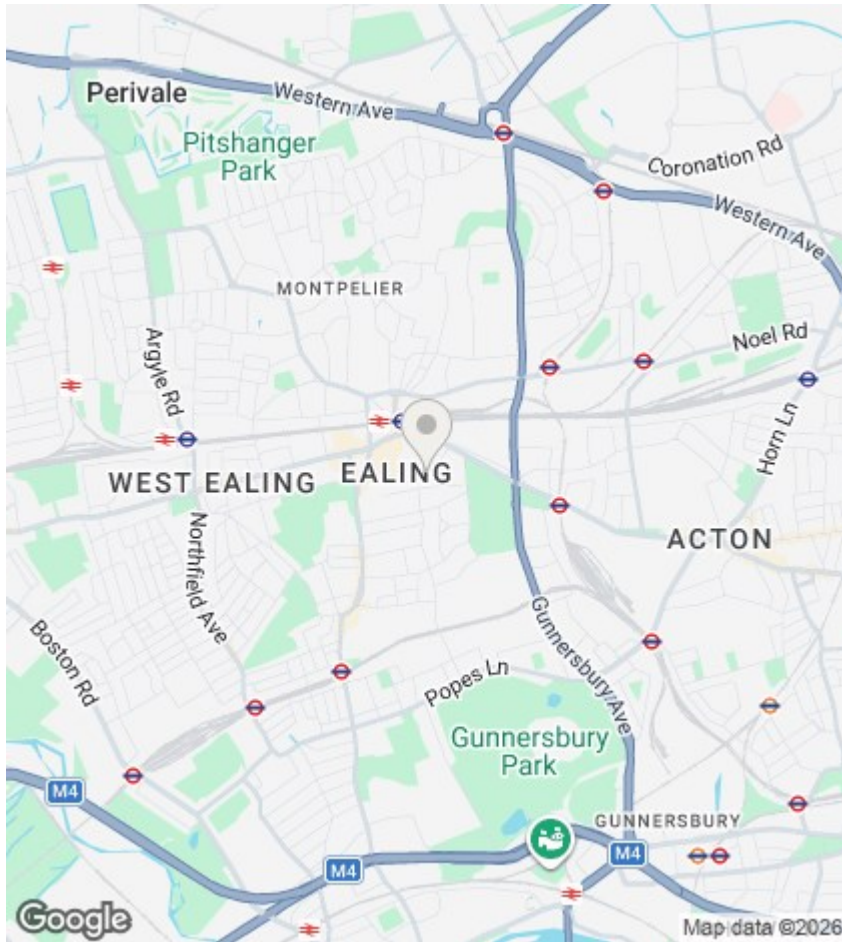 Perivale
Western Ave
Pitshanger
Park
Coronation Rd
Western Ave
MONTPELIER
Argyle Rd
Noel Rd
Horn Ln
WEST EALING
EALING
ACTON
Northfield Ave
Boston Rd
Gunnersbury Ave
Popes Ln
Gunnersbury
Park
M4
GUNNERSBURY
M4
M4
Google
Map data ©2026